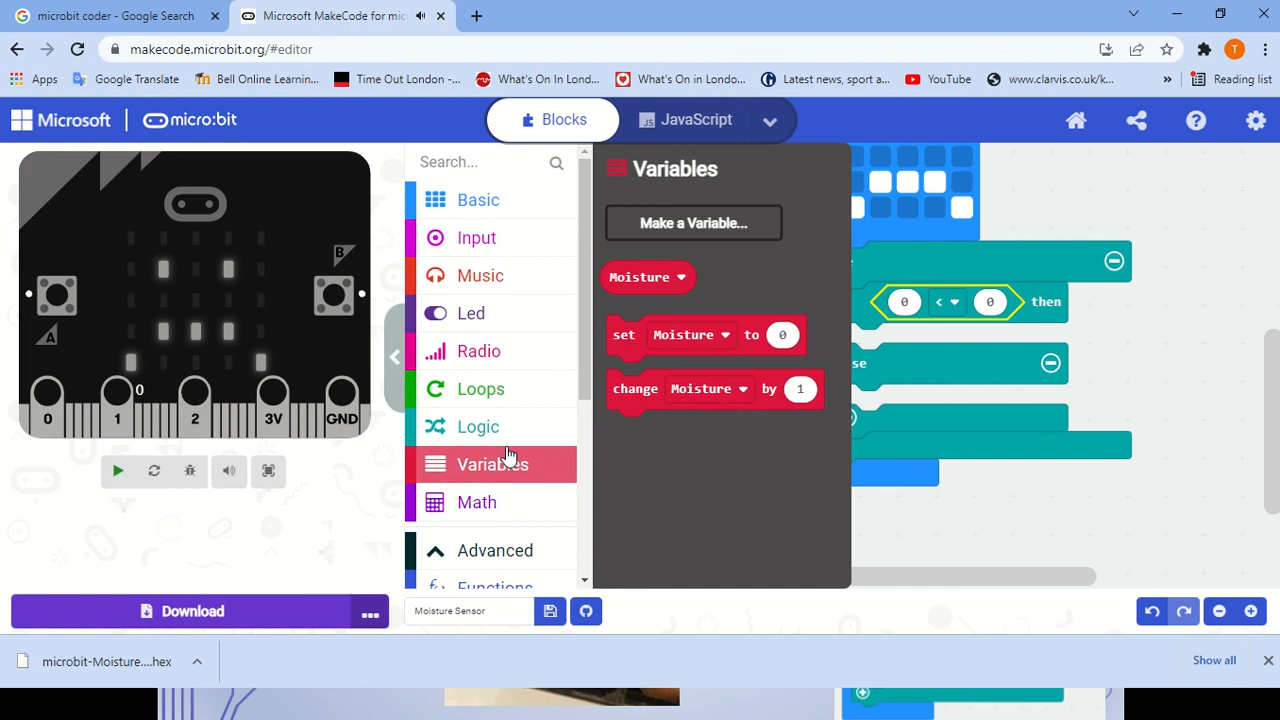 microbit coder - Google Search
Microsoft MakeCode for mic
makecode.microbit.org/#editor
T
Apps
Google Translate
Bell Online Learnin...
Time Out London -...
What's On In Lond...
What's on in Londo...
Latest news, sport a...
YouTube
www.clarvis.co.uk/k...
»
Reading list
Microsoft
micro:bit
Blocks
JavaScript
Search...
Basic
Input
Music
Led
Radio
Loops
Logic
Variables
Math
Advanced
Functions
Variables
Make a Variable...
Moisture
set Moisture to 0
change Moisture by 1
0 < 0 then
se
B
A
0
0 1 2 3V GND
Download
...
Moisture Sensor
microbit-Moisture....hex
Show all